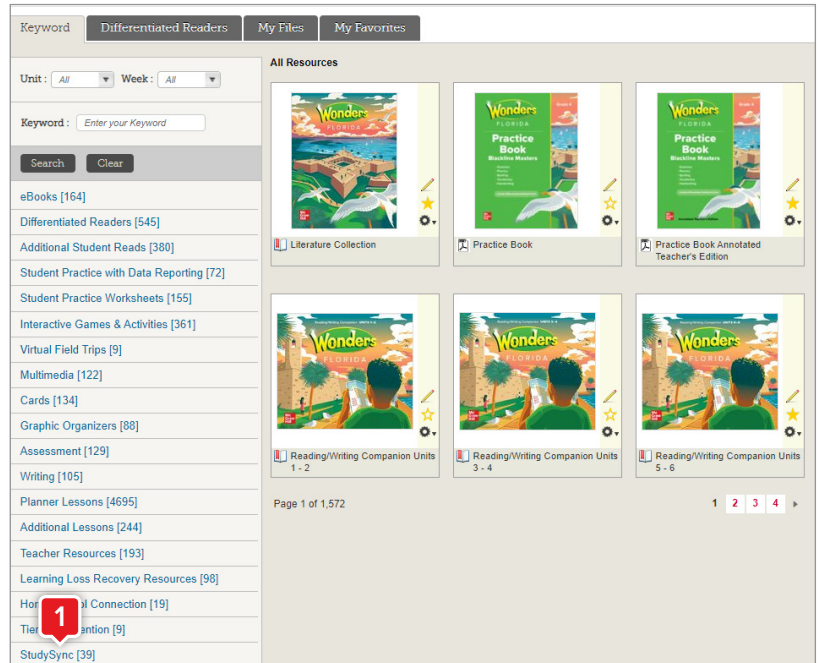 Keyword
Differentiated Readers
My Files
My Favorites
Unit : All Week : All
Keyword : Enter your Keyword
Search Clear
eBooks [164]
Differentiated Readers [545]
Additional Student Reads [380]
Student Practice with Data Reporting [72]
Student Practice Worksheets [155]
Interactive Games & Activities [361]
Virtual Field Trips [9]
Multimedia [122]
Cards [134]
Graphic Organizers [88]
Assessment [129]
Writing [105]
Planner Lessons [4695]
Additional Lessons [244]
Teacher Resources [193]
Learning Loss Recovery Resources [98]
Connection [19]
[9]
1
StudySync [39]
All Resources
Wonders
FLORIDA
Literature Collection
Wonders
FLORIDA
Practice
Book
Blackline Masters
Practice Book
Wonders
FLORIDA
Practice
Book
Blackline Masters
Practice Book Annotated
Teacher's Edition
Wonders
FLORIDA
Reading/Writing Companion Units
1 - 2
Wonders
FLORIDA
Reading/Writing Companion Units
3 - 4
Wonders
FLORIDA
Reading/Writing Companion Units
5 - 6
Page 1 of 1,572
1 2 3 4